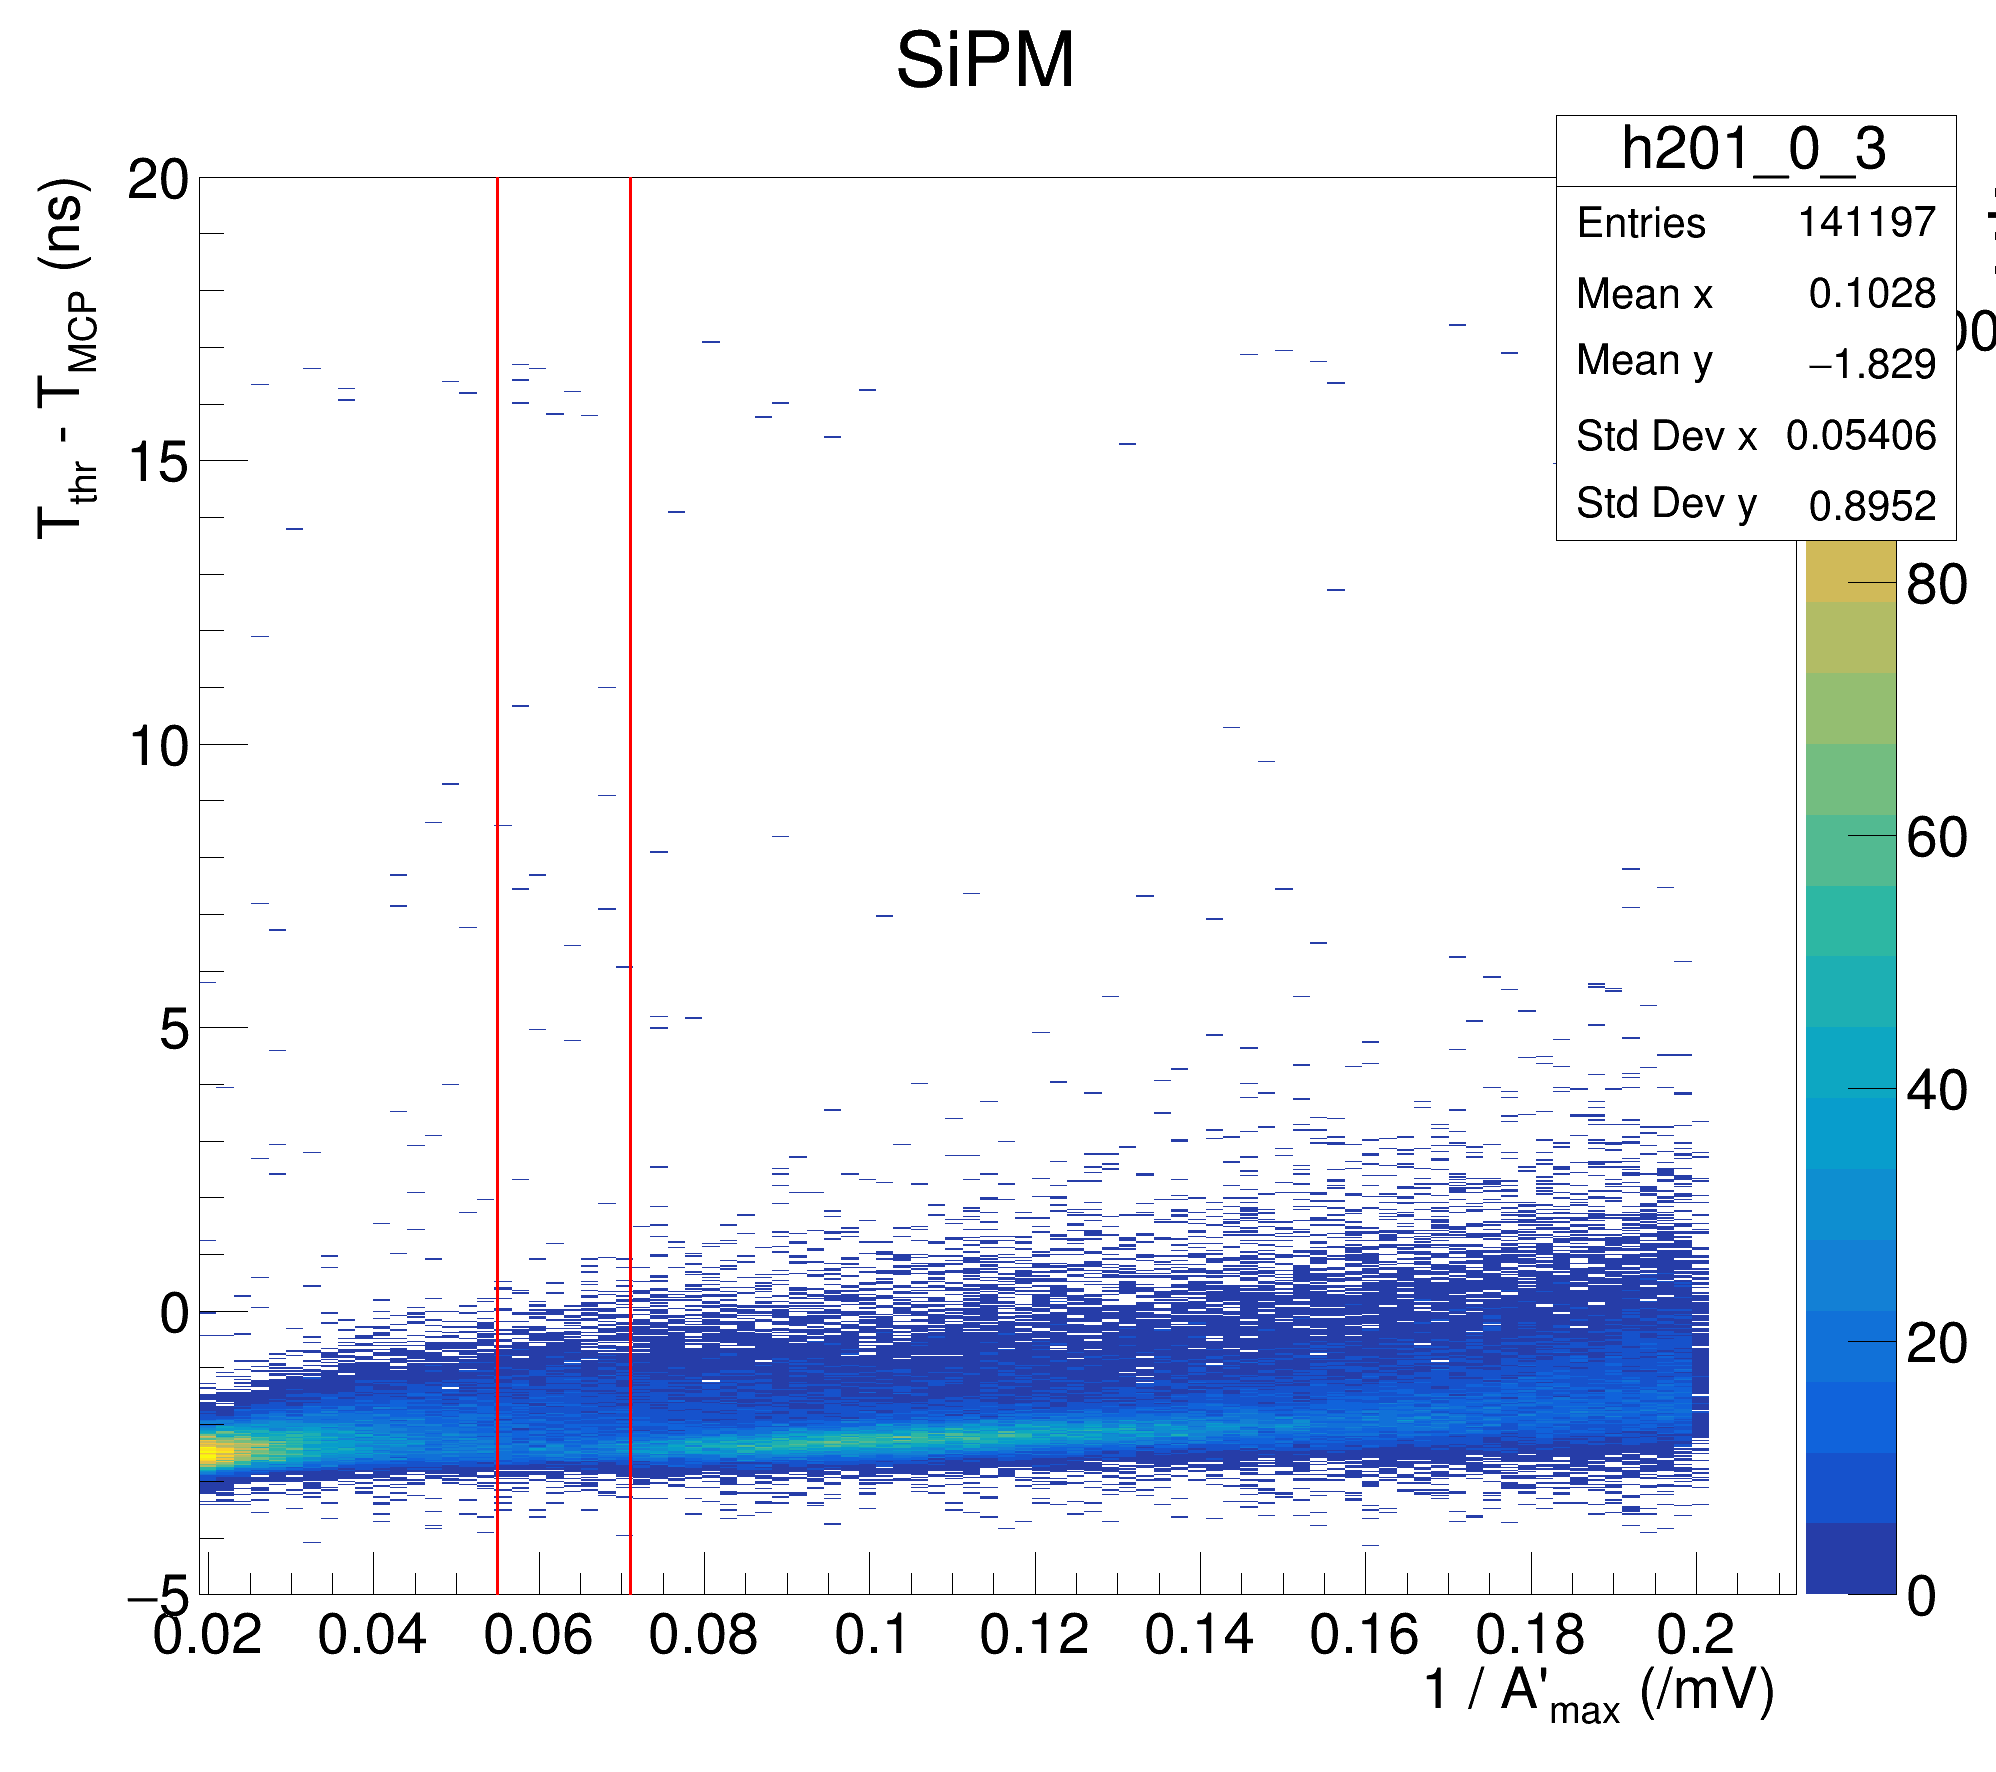 SiPM
h201_0_3
Entries 141197
Mean x 0.1028
Mean y −1.829
Std Dev x 0.05406
Std Dev y 0.8952
T_thr - T_MCP (ns)
20
15
10
5
0
−5
0.02 0.04 0.06 0.08 0.1 0.12 0.14 0.16 0.18 0.2
1 / A'_max (/mV)
80
60
40
20
0